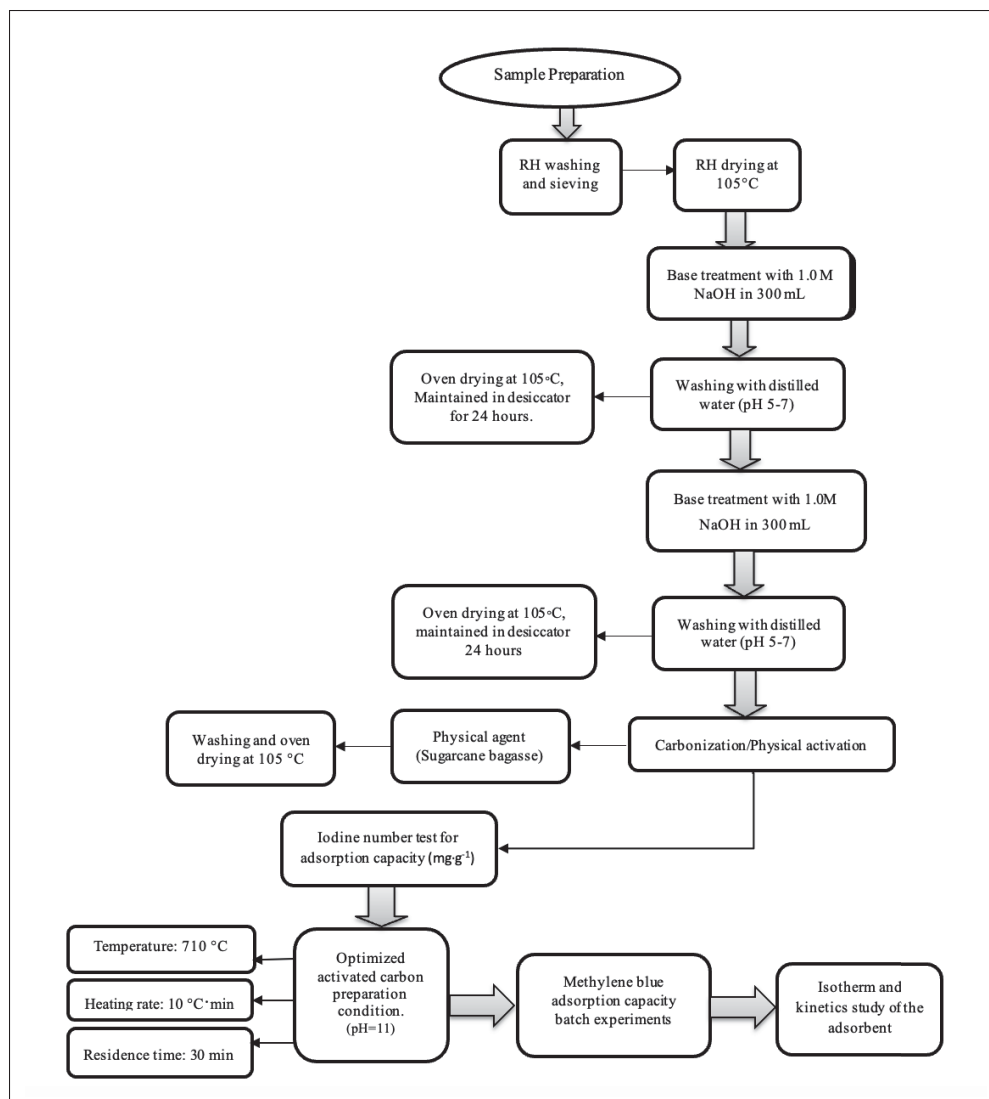 Sample Preparation
RH washing
and sieving
RH drying at
105°C
Base treatment with 1.0 M
NaOH in 300 mL
Oven drying at 105◦C,
Maintained in desiccator
for 24 hours.
Washing with distilled
water (pH 5-7)
Base treatment with 1.0M
NaOH in 300 mL
Oven drying at 105◦C,
maintained in desiccator
24 hours
Washing with distilled
water (pH 5-7)
Washing and oven
drying at 105 °C
Physical agent
(Sugarcane bagasse)
Carbonization/Physical activation
Iodine number test for
adsorption capacity (mg·g⁻¹)
Temperature: 710 °C
Heating rate: 10 °C·min
Residence time: 30 min
Optimized
activated carbon
preparation
condition.
(pH=11)
Methylene blue
adsorption capacity
batch experiments
Isotherm and
kinetics study of the
adsorbent